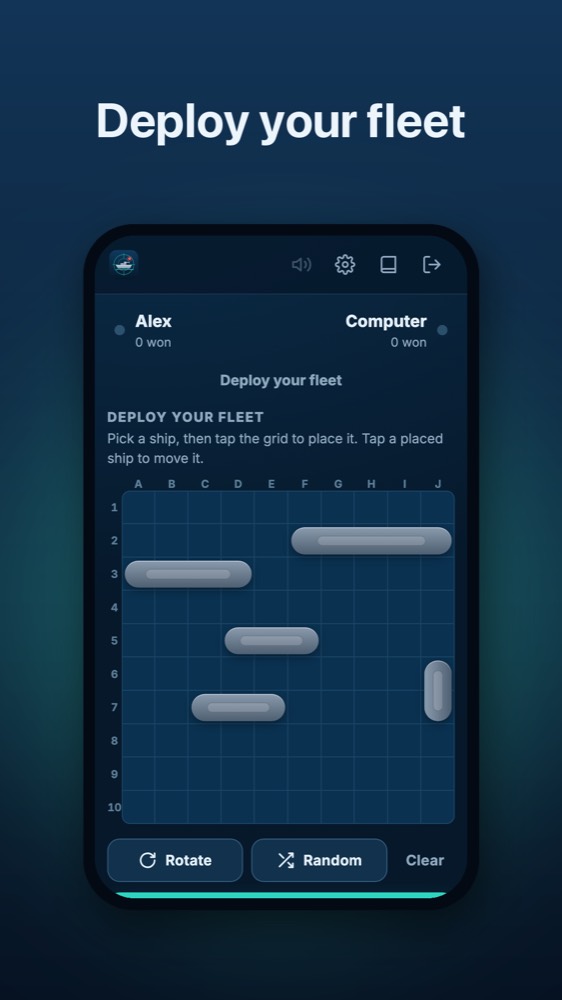 Deploy your fleet
Alex
Computer
0 won
0 won
Deploy your fleet
DEPLOY YOUR FLEET
Pick a ship, then tap the grid to place it. Tap a placed
ship to move it.
A B C D E F G H I J
1
2
3
4
5
6
7
8
9
10
Rotate
Random
Clear